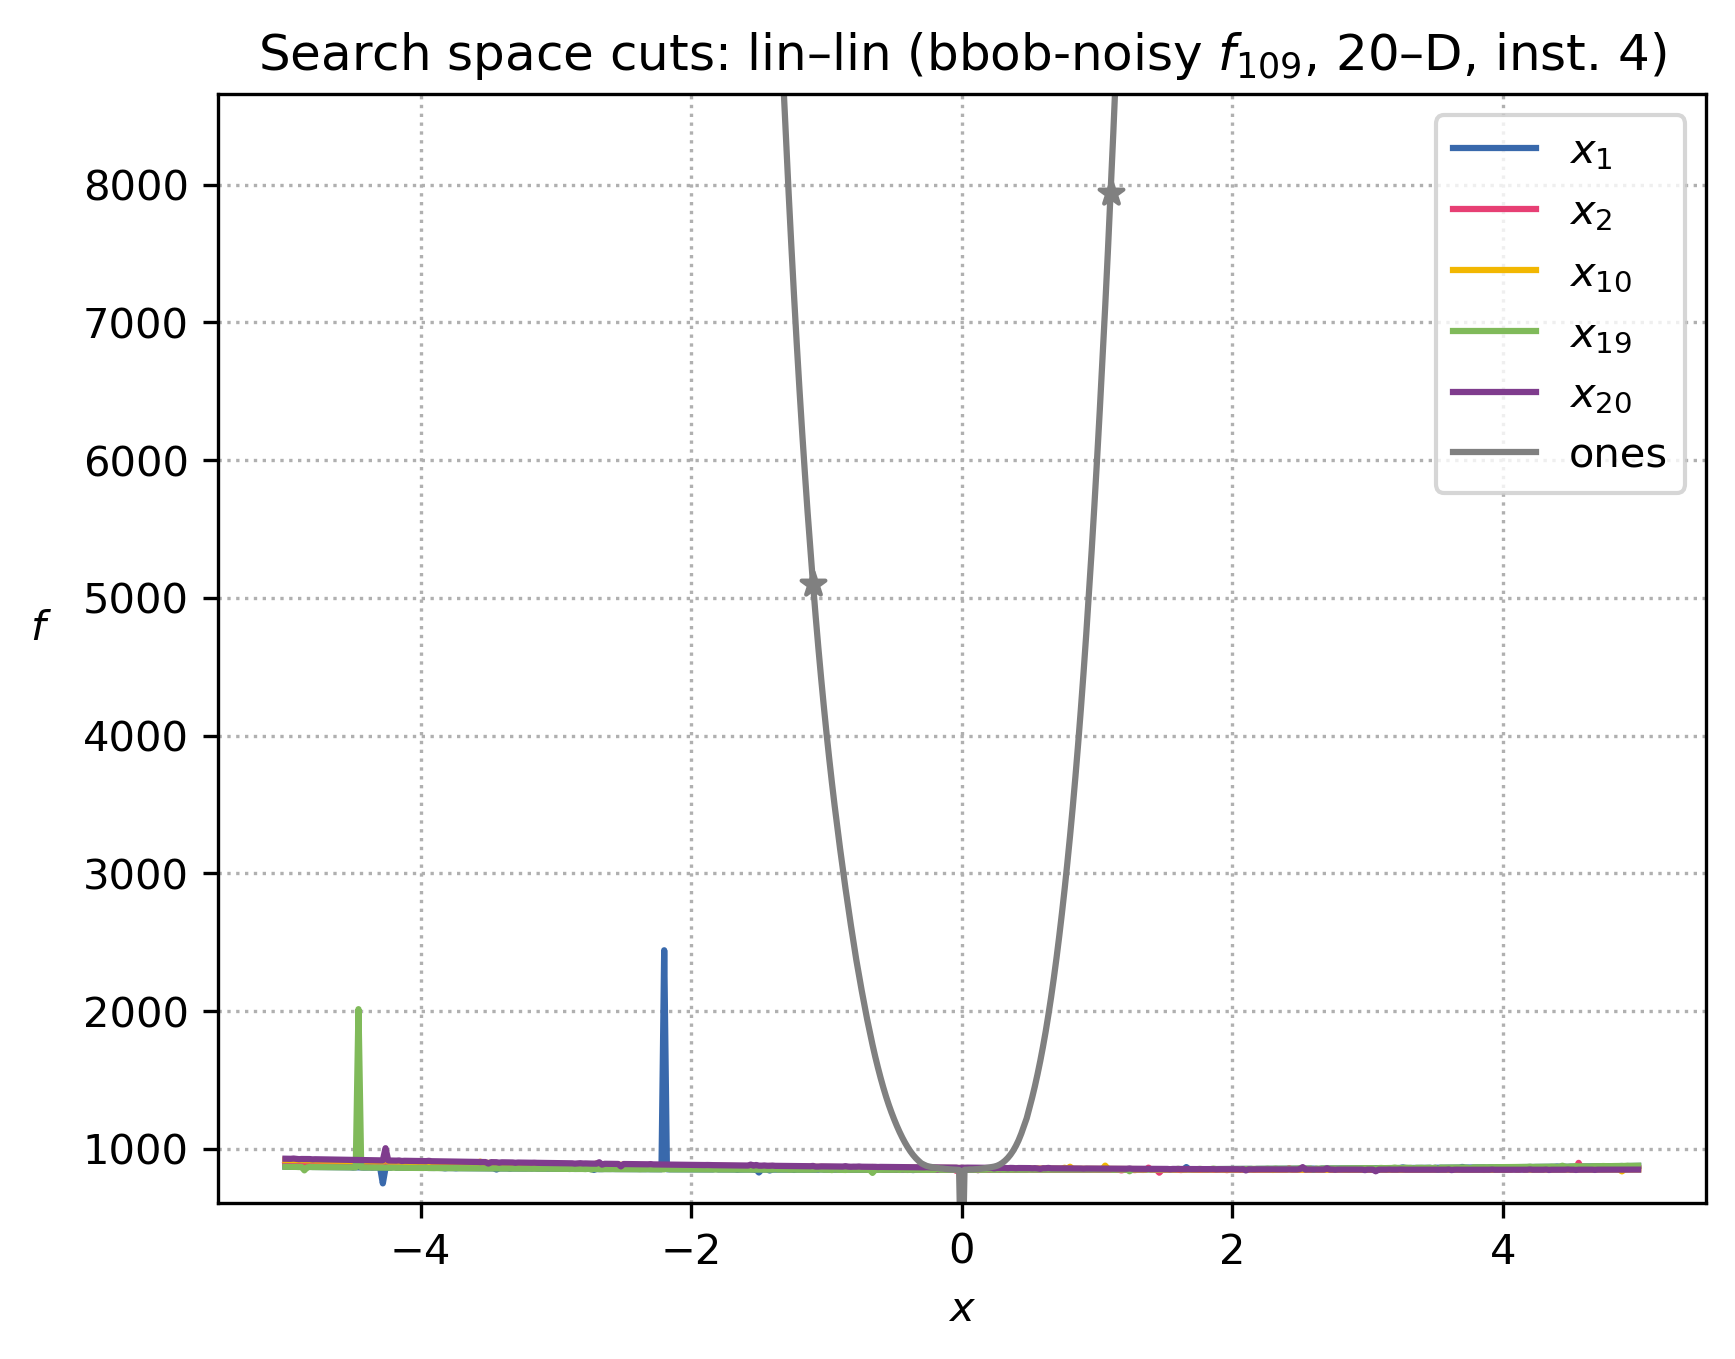 Search space cuts: lin–lin (bbob-noisy f₁₀₉, 20–D, inst. 4)
x₁
x₂
x₁₀
x₁₉
x₂₀
ones
8000
7000
6000
5000
4000
3000
2000
1000
f
−4
−2
0
2
4
x